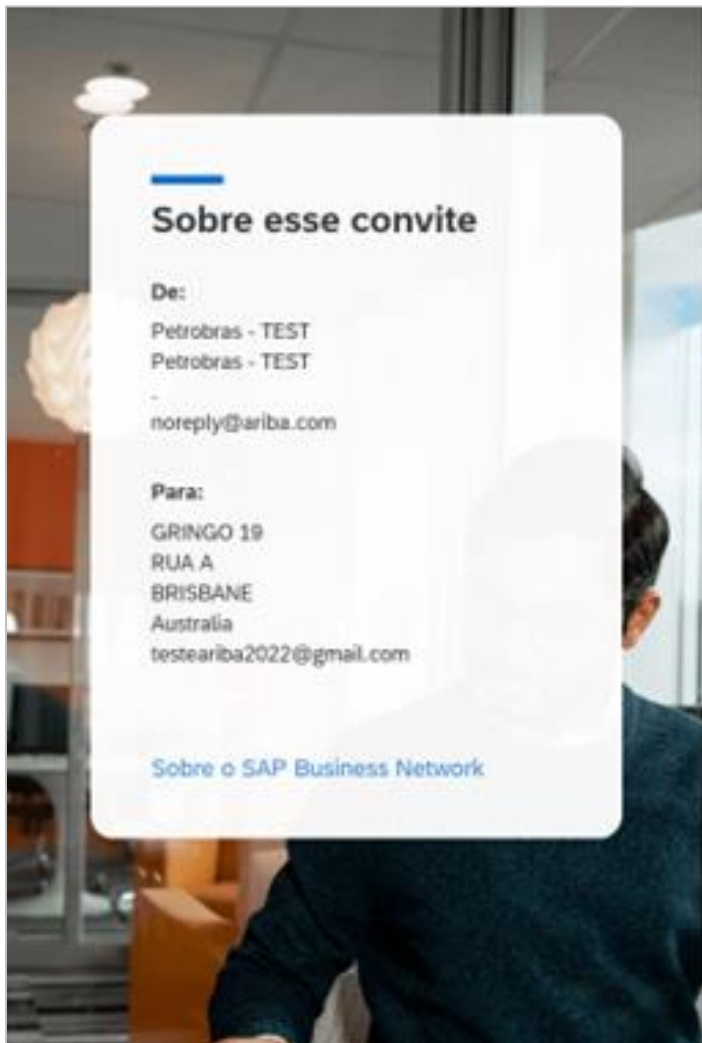 Sobre esse convite
De:
Petrobras - TEST
Petrobras - TEST
-
noreply@ariba.com
Para:
GRINGO 19
RUA A
BRISBANE
Australia
testeariba2022@gmail.com
Sobre o SAP Business Network